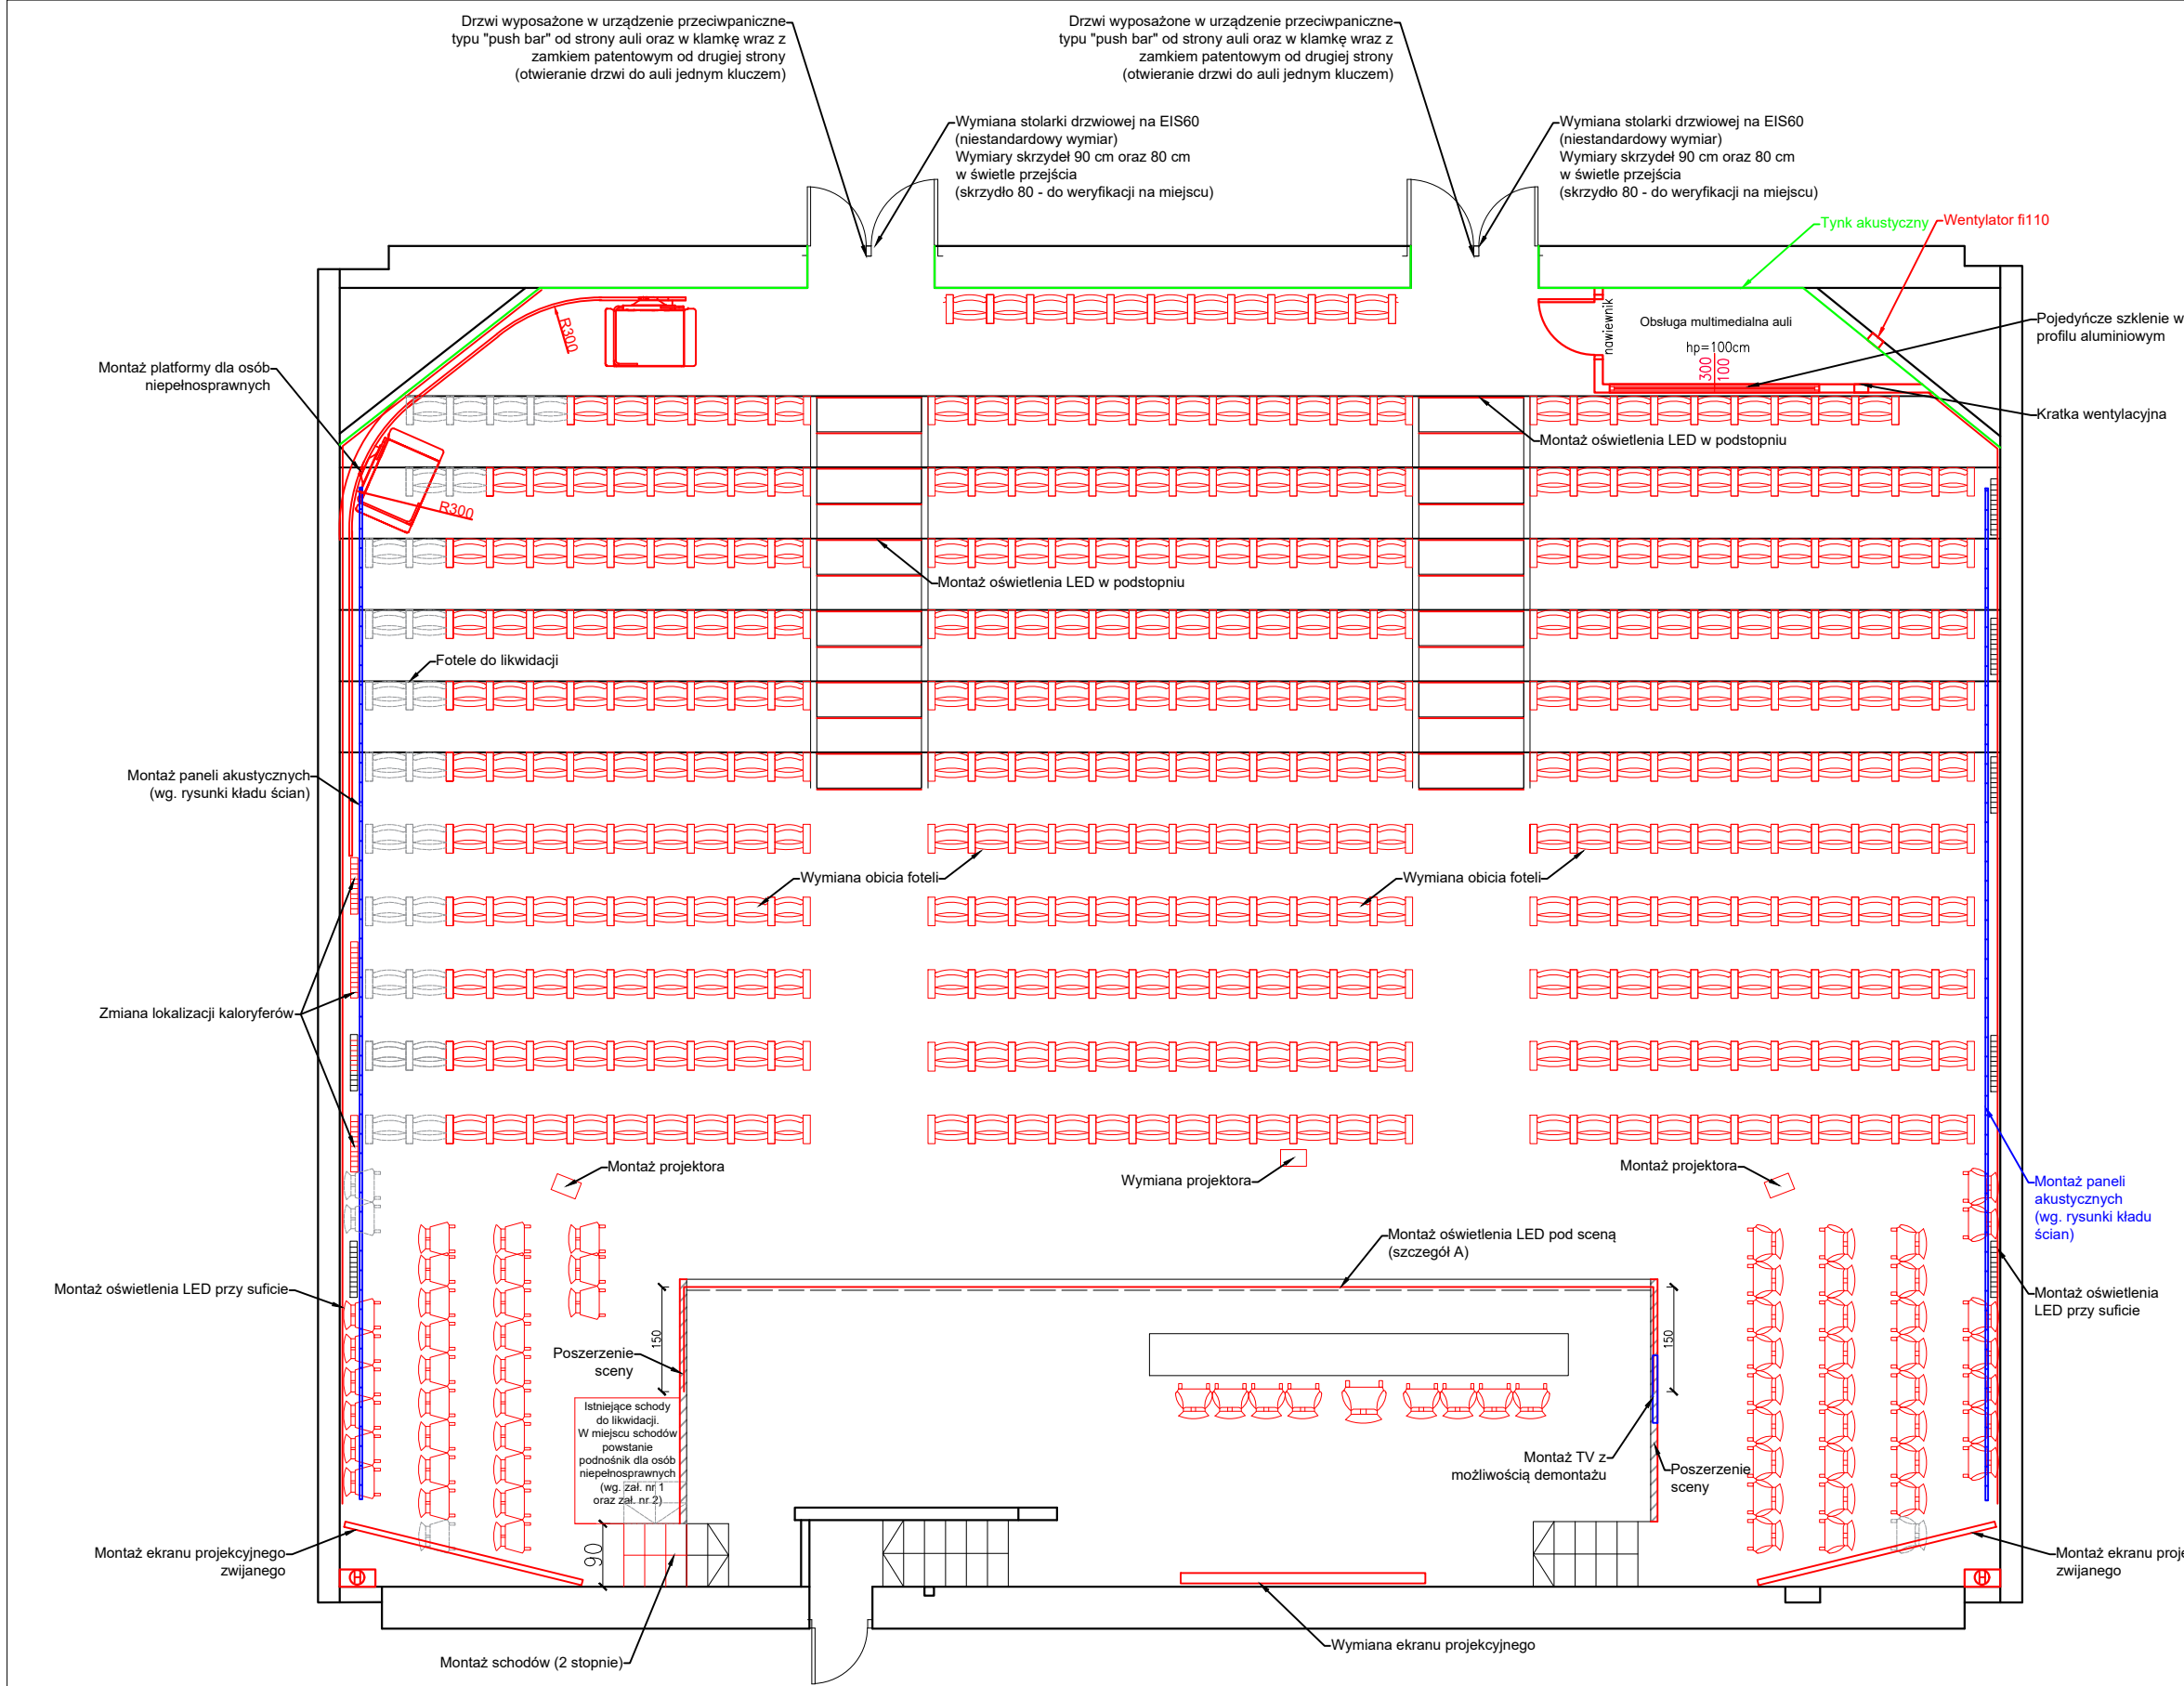 Drzwi wyposażone w urządzenie przeciwpaniczne
typu "push bar" od strony auli oraz w klamkę wraz z
zamkiem patentowym od drugiej strony
(otwieranie drzwi do auli jednym kluczem)
Drzwi wyposażone w urządzenie przeciwpaniczne
typu "push bar" od strony auli oraz w klamkę wraz z
zamkiem patentowym od drugiej strony
(otwieranie drzwi do auli jednym kluczem)
Wymiana stolarki drzwiowej na EIS60
(niestandardowy wymiar)
Wymiary skrzydeł 90 cm oraz 80 cm
w świetle przejścia
(skrzydło 80 - do weryfikacji na miejscu)
Wymiana stolarki drzwiowej na EIS60
(niestandardowy wymiar)
Wymiary skrzydeł 90 cm oraz 80 cm
w świetle przejścia
(skrzydło 80 - do weryfikacji na miejscu)
Tynk akustyczny
Wentylator fi110
R300
nawiewnik
Obsługa multimedialna auli
hp=100cm
300
100
Pojedyńcze szklenie w
profilu aluminiowym
Montaż platformy dla osób
niepełnosprawnych
Kratka wentylacyjna
Montaż oświetlenia LED w podstopniu
R300
Montaż oświetlenia LED w podstopniu
Fotele do likwidacji
Montaż paneli akustycznych
(wg. rysunki kładu ścian)
Wymiana obicia foteli
Wymiana obicia foteli
Zmiana lokalizacji kaloryferów
Montaż projektora
Wymiana projektora
Montaż projektora
Montaż paneli
akustycznych
(wg. rysunki kładu
ścian)
Montaż oświetlenia LED pod sceną
(szczegół A)
Montaż oświetlenia LED przy suficie
Montaż oświetlenia
LED przy suficie
150
150
Poszerzenie
sceny
Istniejące schody
do likwidacji.
W miejscu schodów
powstanie
podnośnik dla osób
niepełnosprawnych
(wg. zał. nr 1
oraz zał. nr 2)
Montaż TV z
możliwością demontażu
Poszerzenie
sceny
90
Montaż ekranu projekcyjnego
zwijanego
Montaż ekranu proje
zwijanego
H
H
Wymiana ekranu projekcyjnego
Montaż schodów (2 stopnie)